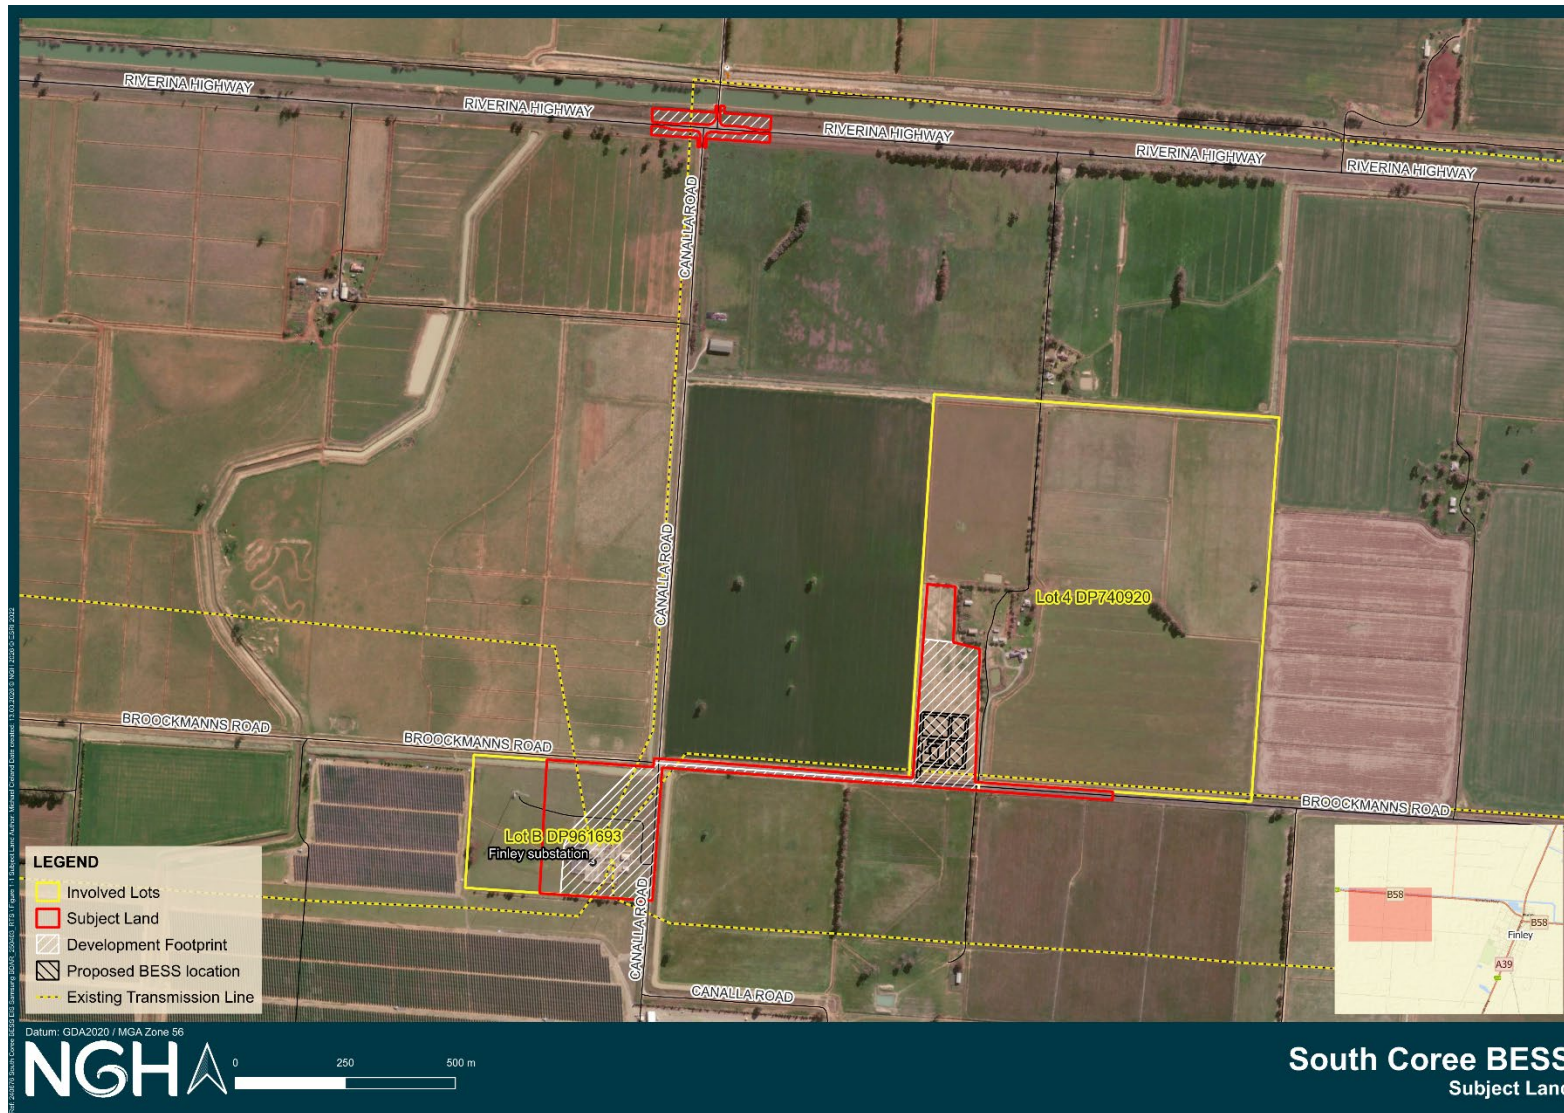 RIVERINA HIGHWAY
RIVERINA HIGHWAY
RIVERINA HIGHWAY
RIVERINA HIGHWAY
RIVERINA HIGHWAY
CANALLA ROAD
CANALLA ROAD
Lot 4 DP740920
BROOCKMANNS ROAD
BROOCKMANNS ROAD
BROOCKMANNS ROAD
Lot B DP961693
Finley substation
CANALLA ROAD
CANALLA ROAD
LEGEND
Involved Lots
Subject Land
Development Footprint
Proposed BESS location
Existing Transmission Line
B58
B58
Finley
A39
Datum: GDA2020 / MGA Zone 56
NGH
0 250 500 m
South Coree BESS
Subject Land